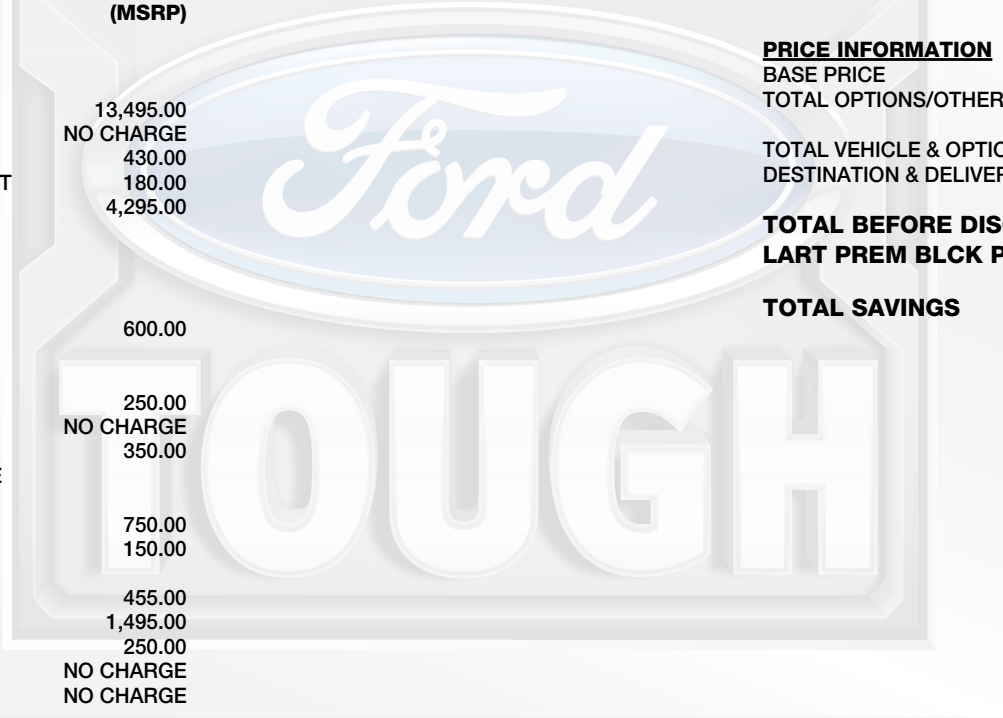 (MSRP)
13,495.00
NO CHARGE
430.00
T 180.00
4,295.00
600.00
250.00
NO CHARGE
350.00
E
750.00
150.00
455.00
1,495.00
250.00
NO CHARGE
NO CHARGE
PRICE INFORMATION
BASE PRICE
TOTAL OPTIONS/OTHER
TOTAL VEHICLE & OPTIO
DESTINATION & DELIVER
TOTAL BEFORE DIS
LART PREM BLCK P
TOTAL SAVINGS
Ford
TOUGH